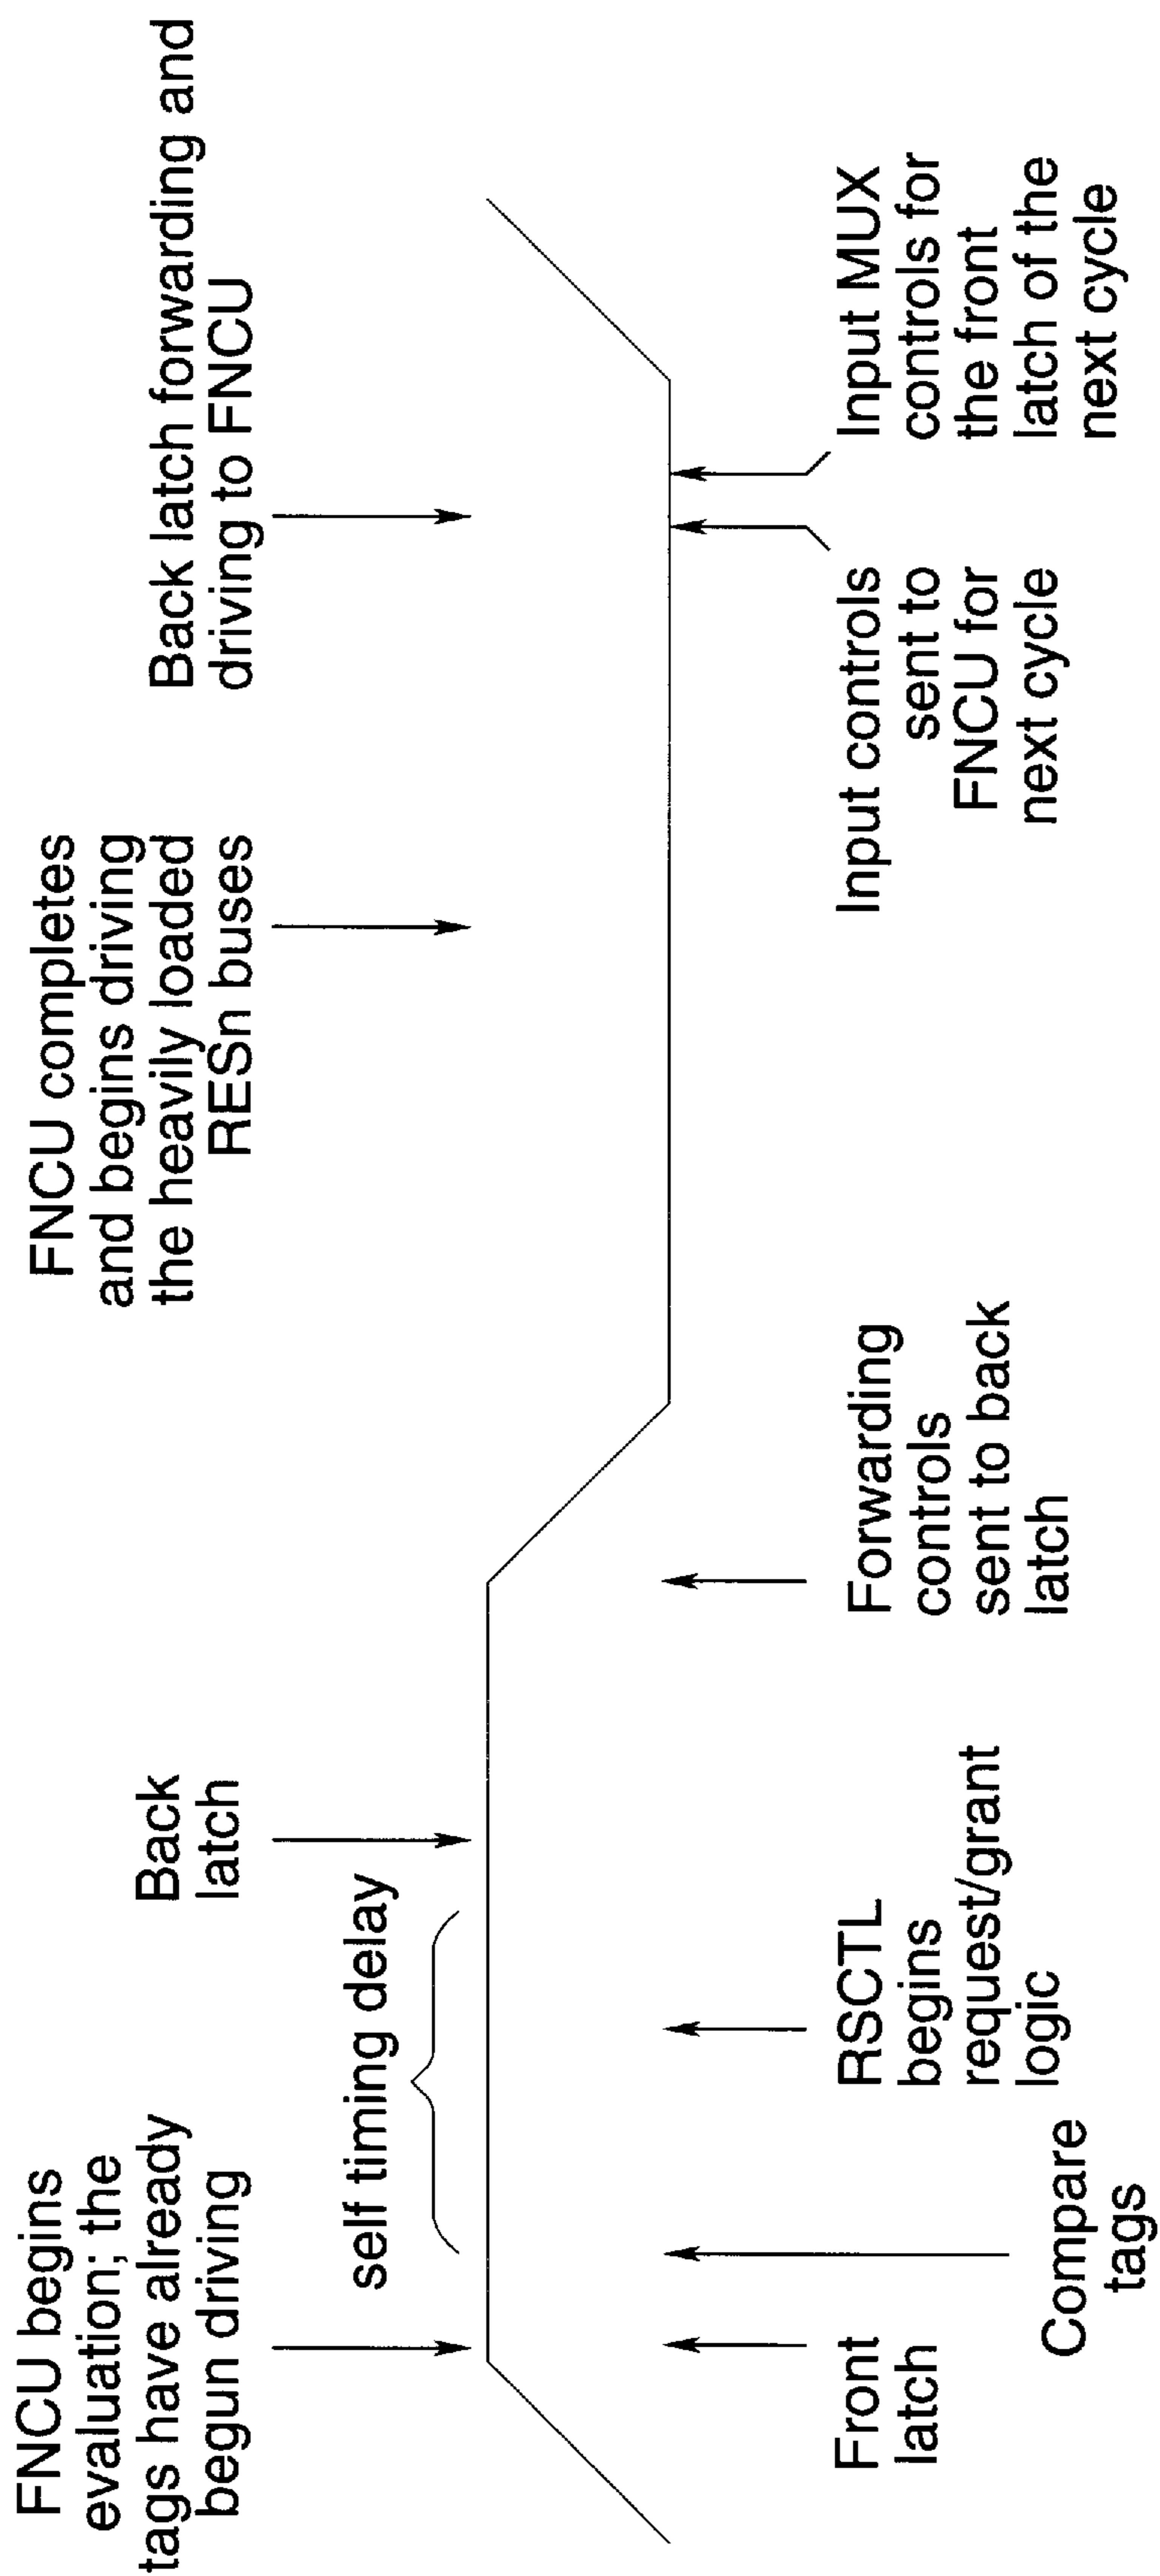 FNCU begins
evaluation; the
tags have already
begun driving
self timing delay
Back
latch
FNCU completes
and begins driving
the heavily loaded
RESn buses
Back latch forwarding and
driving to FNCU
Front
latch
Compare
tags
RSCTL
begins
request/grant
logic
Forwarding
controls
sent to back
latch
Input controls
sent to
FNCU for
next cycle
Input MUX
controls for
the front
latch of the
next cycle